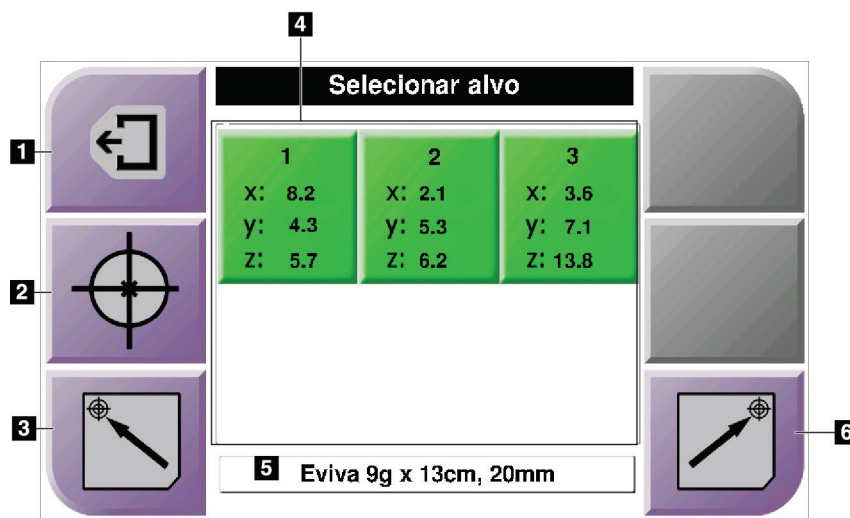 4
Selecionar alvo
1
1 2 3
x: 8.2 x: 2.1 x: 3.6
y: 4.3 y: 5.3 y: 7.1
z: 5.7 z: 6.2 z: 13.8
2
3
6
5 Eviva 9g x 13cm, 20mm